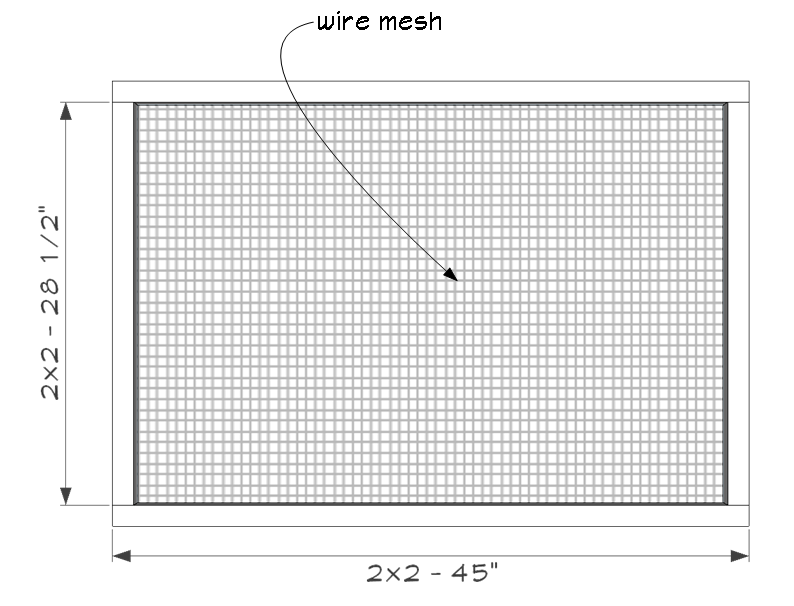 wire mesh
2x2 - 28 1/2"
2x2 - 45"